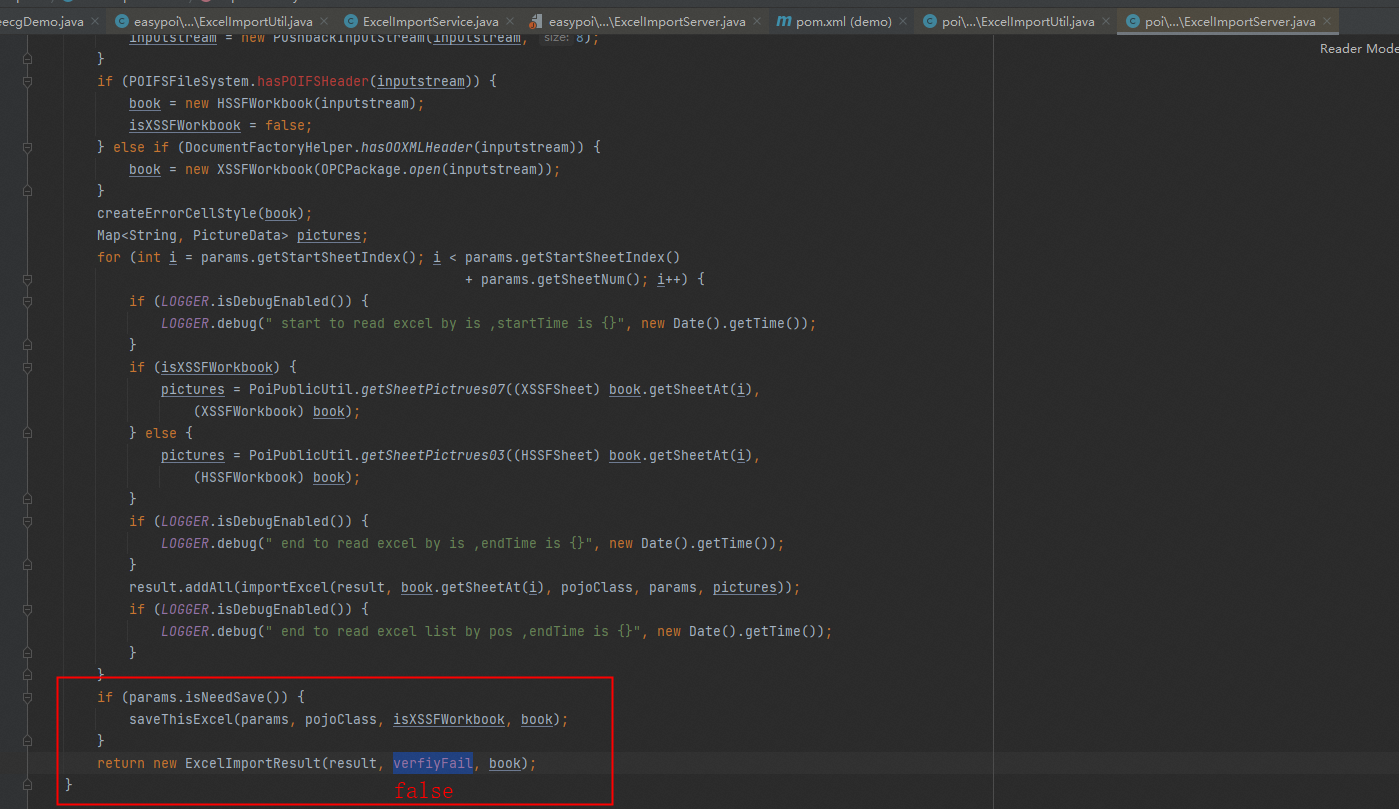 eecgDemo.java × easypoi\...\ExcelImportUtil.java × ExcelImportService.java × easypoi\...\ExcelImportServer.java × pom.xml (demo) × poi\...\ExcelImportUtil.java × poi\...\ExcelImportServer.java ×
Reader Mode
inputstream = new PushbackInputStream(inputstream, size: 8);
}
if (POIFSFileSystem.hasPOIFSHeader(inputstream)) {
book = new HSSFWorkbook(inputstream);
isXSSFWorkbook = false;
} else if (DocumentFactoryHelper.hasOOXMLHeader(inputstream)) {
book = new XSSFWorkbook(OPCPackage.open(inputstream));
}
createErrorCellStyle(book);
Map<String, PictureData> pictures;
for (int i = params.getStartSheetIndex(); i < params.getStartSheetIndex()
+ params.getSheetNum(); i++) {
if (LOGGER.isDebugEnabled()) {
LOGGER.debug(" start to read excel by is ,startTime is {}", new Date().getTime());
}
if (isXSSFWorkbook) {
pictures = PoiPublicUtil.getSheetPictrues07((XSSFSheet) book.getSheetAt(i),
(XSSFWorkbook) book);
} else {
pictures = PoiPublicUtil.getSheetPictrues03((HSSFSheet) book.getSheetAt(i),
(HSSFWorkbook) book);
}
if (LOGGER.isDebugEnabled()) {
LOGGER.debug(" end to read excel by is ,endTime is {}", new Date().getTime());
}
result.addAll(importExcel(result, book.getSheetAt(i), pojoClass, params, pictures));
if (LOGGER.isDebugEnabled()) {
LOGGER.debug(" end to read excel list by pos ,endTime is {}", new Date().getTime());
}
}
if (params.isNeedSave()) {
saveThisExcel(params, pojoClass, isXSSFWorkbook, book);
}
return new ExcelImportResult(result, verfiyFail, book);
false
}